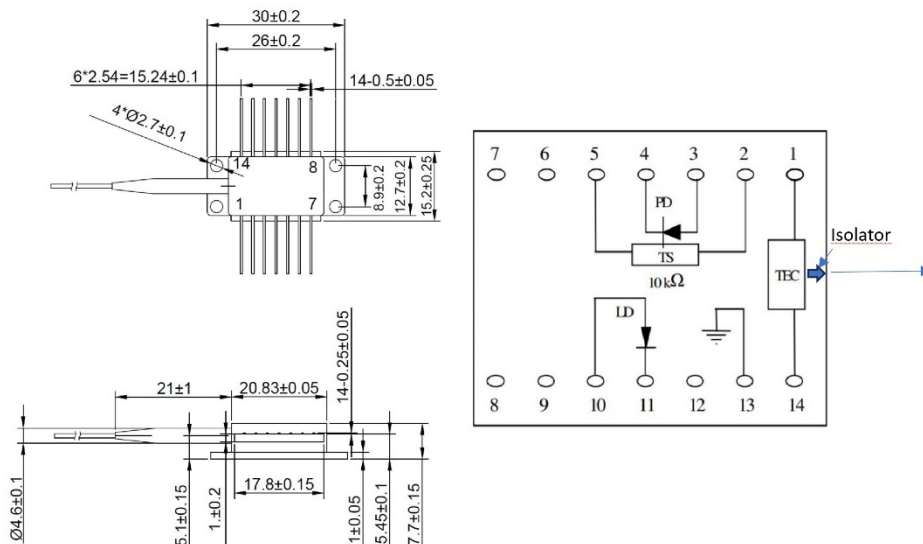 30±0.2
26±0.2
6*2.54=15.24±0.1
14-0.5±0.05
4*Ø2.7±0.1
14
8
1
7
8.9±0.2
12.7±0.2
15.2±0.25
7 6 5 4 3 2 1
PD
TS
10kΩ
TEC
Isolator
LD
8 9 10 11 12 13 14
21±1
20.83±0.05
14-0.25±0.05
Ø4.6±0.1
5.1±0.15
1.±0.2
17.8±0.15
1±0.05
5.45±0.1
7.7±0.15